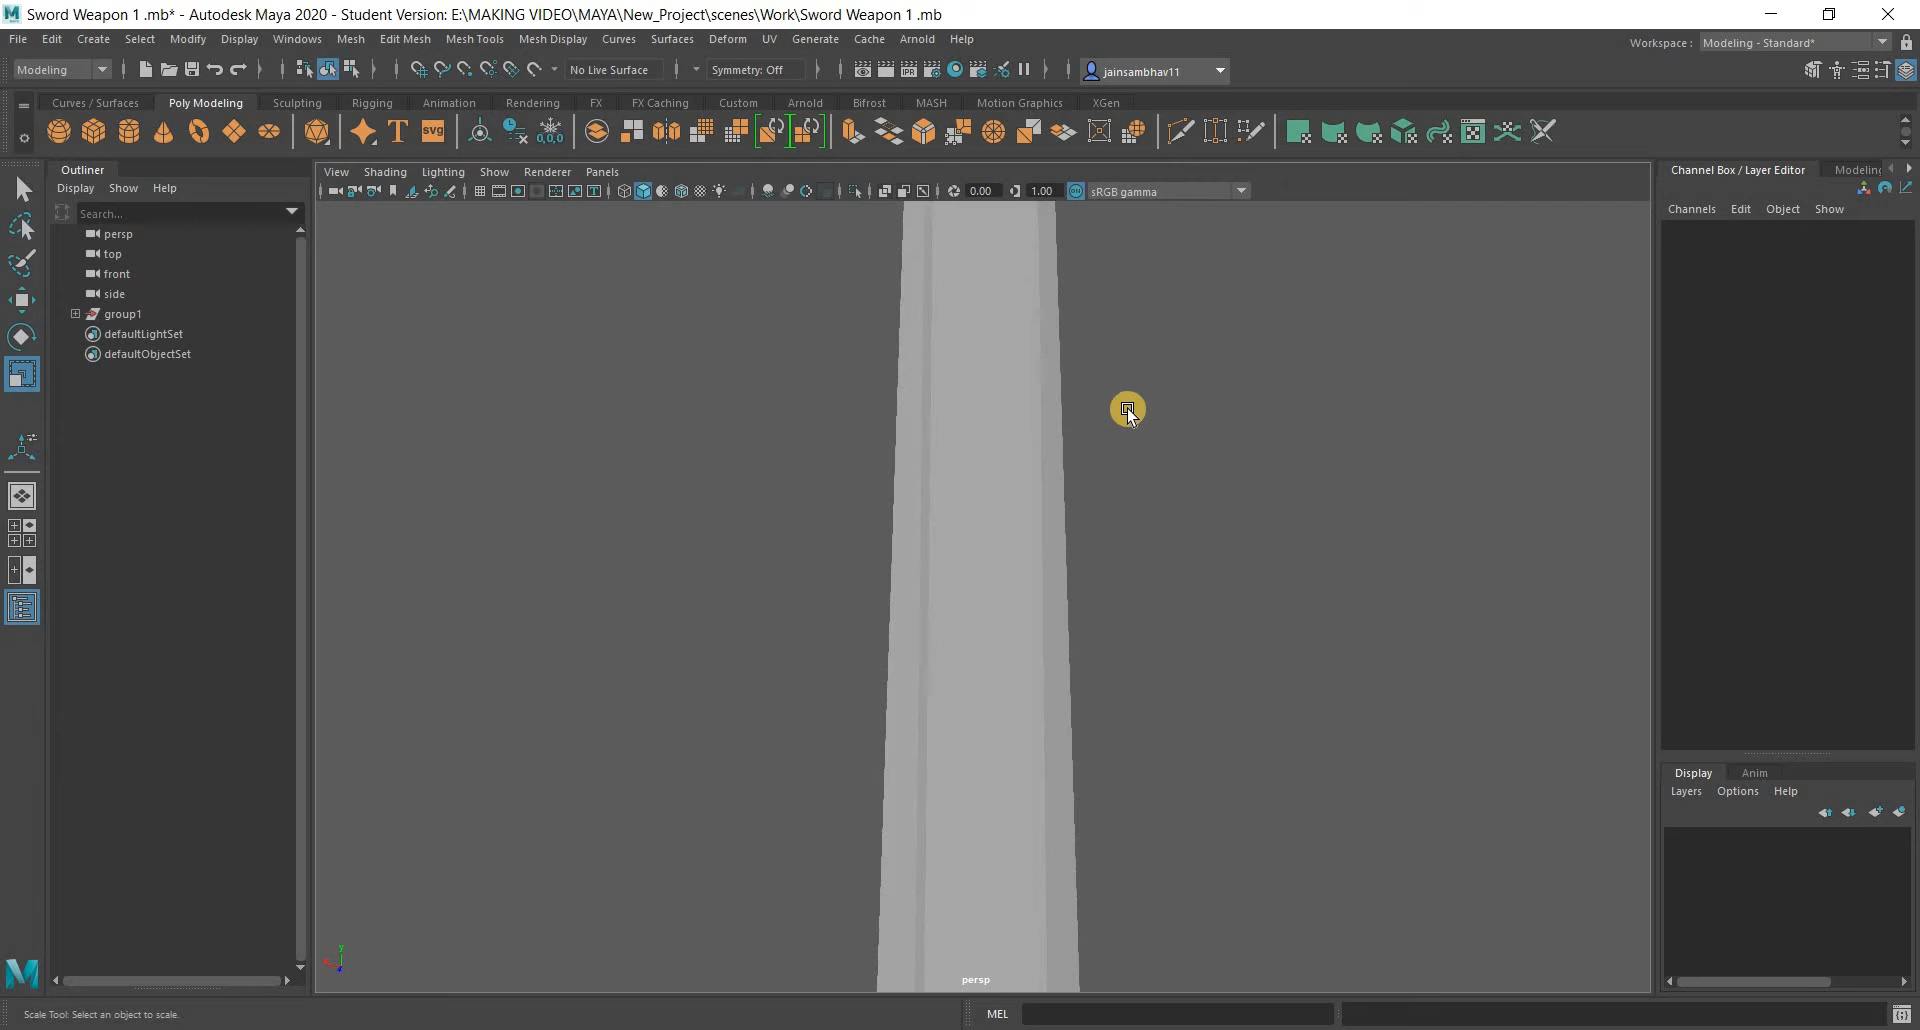 Sword Weapon 1 .mb* - Autodesk Maya 2020 - Student Version: E:\MAKING VIDEO\MAYA\New_Project\scenes\Work\Sword Weapon 1 .mb
File Edit Create Select Modify Display Windows Mesh Edit Mesh Mesh Tools Mesh Display Curves Surfaces Deform UV Generate Cache Arnold Help
Workspace : Modeling - Standard*
Modeling No Live Surface Symmetry: Off jainsambhav11
Curves / Surfaces Poly Modeling Sculpting Rigging Animation Rendering FX FX Caching Custom Arnold Bifrost MASH Motion Graphics XGen
T svg 0,0,0
Outliner
Display Show Help
Search...
persp
top
front
side
group1
defaultLightSet
defaultObjectSet
View Shading Lighting Show Renderer Panels
0.00 1.00 sRGB gamma
persp
Channel Box / Layer Editor Modeling
Channels Edit Object Show
Display Anim
Layers Options Help
Scale Tool: Select an object to scale.
MEL